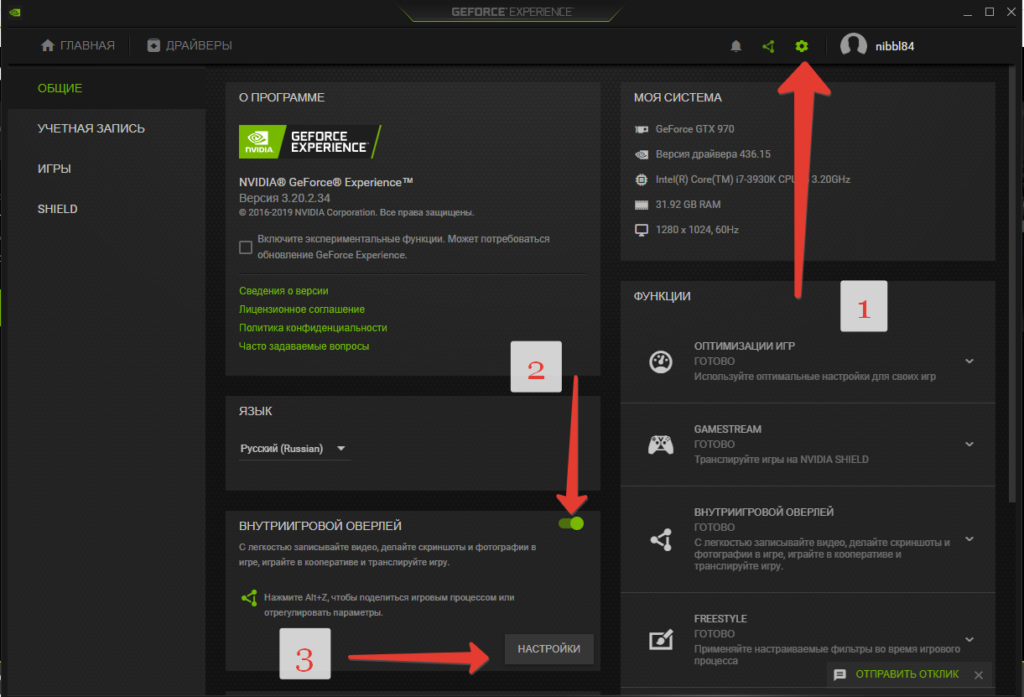 GEFORCE EXPERIENCE
ГЛАВНАЯ
ДРАЙВЕРЫ
nibbl84
ОБЩИЕ
УЧЕТНАЯ ЗАПИСЬ
ИГРЫ
SHIELD
О ПРОГРАММЕ
NVIDIA
GEFORCE
EXPERIENCE
NVIDIA® GeForce® Experience™
Версия 3.20.2.34
© 2016-2019 NVIDIA Corporation. Все права защищены.
Включите экспериментальные функции. Может потребоваться
обновление GeForce Experience.
Сведения о версии
Лицензионное соглашение
Политика конфиденциальности
Часто задаваемые вопросы
2
ЯЗЫК
Русский (Russian)
ВНУТРИИГРОВОЙ ОВЕРЛЕЙ
С легкостью записывайте видео, делайте скриншоты и фотографии в
игре, играйте в кооперативе и транслируйте игру.
Нажмите Alt+Z, чтобы поделиться игровым процессом или
отрегулировать параметры.
3
НАСТРОЙКИ
МОЯ СИСТЕМА
GeForce GTX 970
Версия драйвера 436.15
Intel(R) Core(TM) i7-3930K CPU 3.20GHz
31.92 GB RAM
1280 x 1024, 60Hz
1
ФУНКЦИИ
ОПТИМИЗАЦИИ ИГР
ГОТОВО
Используйте оптимальные настройки для своих игр
GAMESTREAM
ГОТОВО
Транслируйте игры на NVIDIA SHIELD
ВНУТРИИГРОВОЙ ОВЕРЛЕЙ
ГОТОВО
С легкостью записывайте видео, делайте скриншоты и
фотографии в игре, играйте в кооперативе и
транслируйте игру.
FREESTYLE
ГОТОВО
Применяйте настраиваемые фильтры во время игрового
процесса
ОТПРАВИТЬ ОТКЛИК